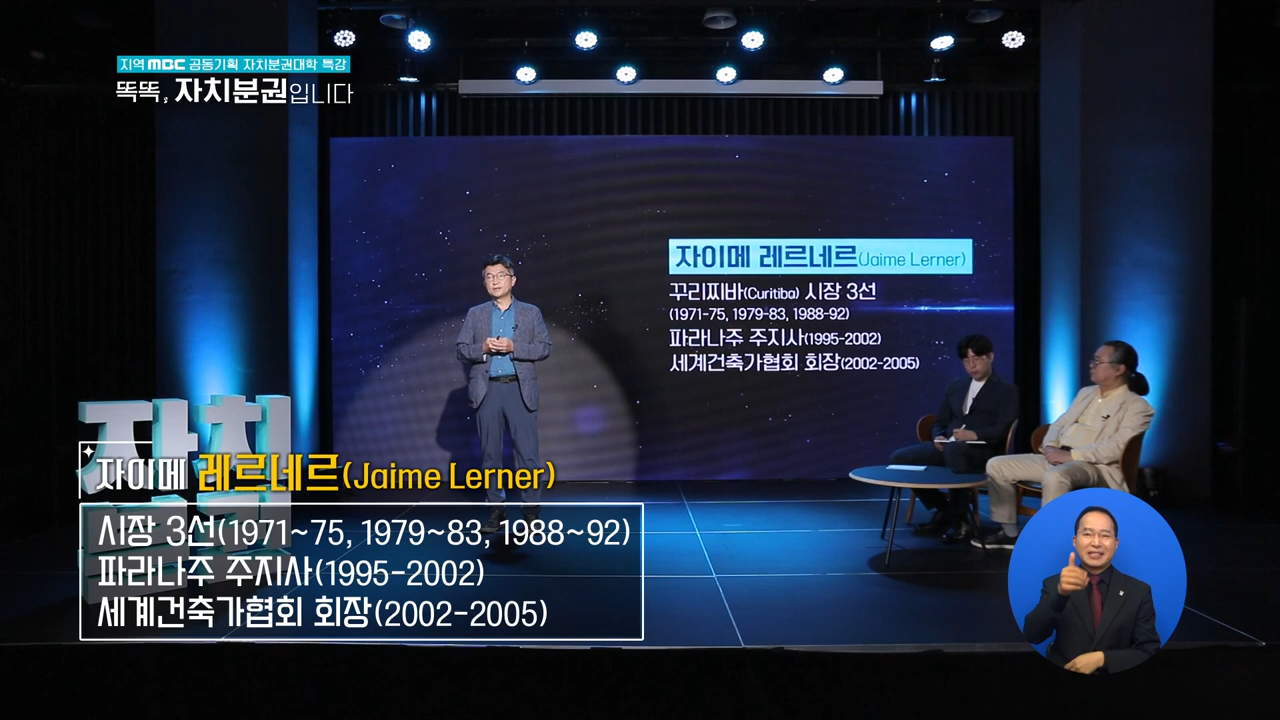 지역 MBC 공동기획 자치분권대학 특강
똑똑, 자치분권입니다
자이메 레르네르(Jaime Lerner)
꾸리찌바(Curitiba) 시장 3선
(1971-75, 1979-83, 1988-92)
파라나주 주지사(1995-2002)
세계건축가협회 회장(2002-2005)
자치
자이메 레르네르(Jaime Lerner)
시장 3선(1971~75, 1979~83, 1988~92)
파라나주 주지사(1995-2002)
세계건축가협회 회장(2002-2005)